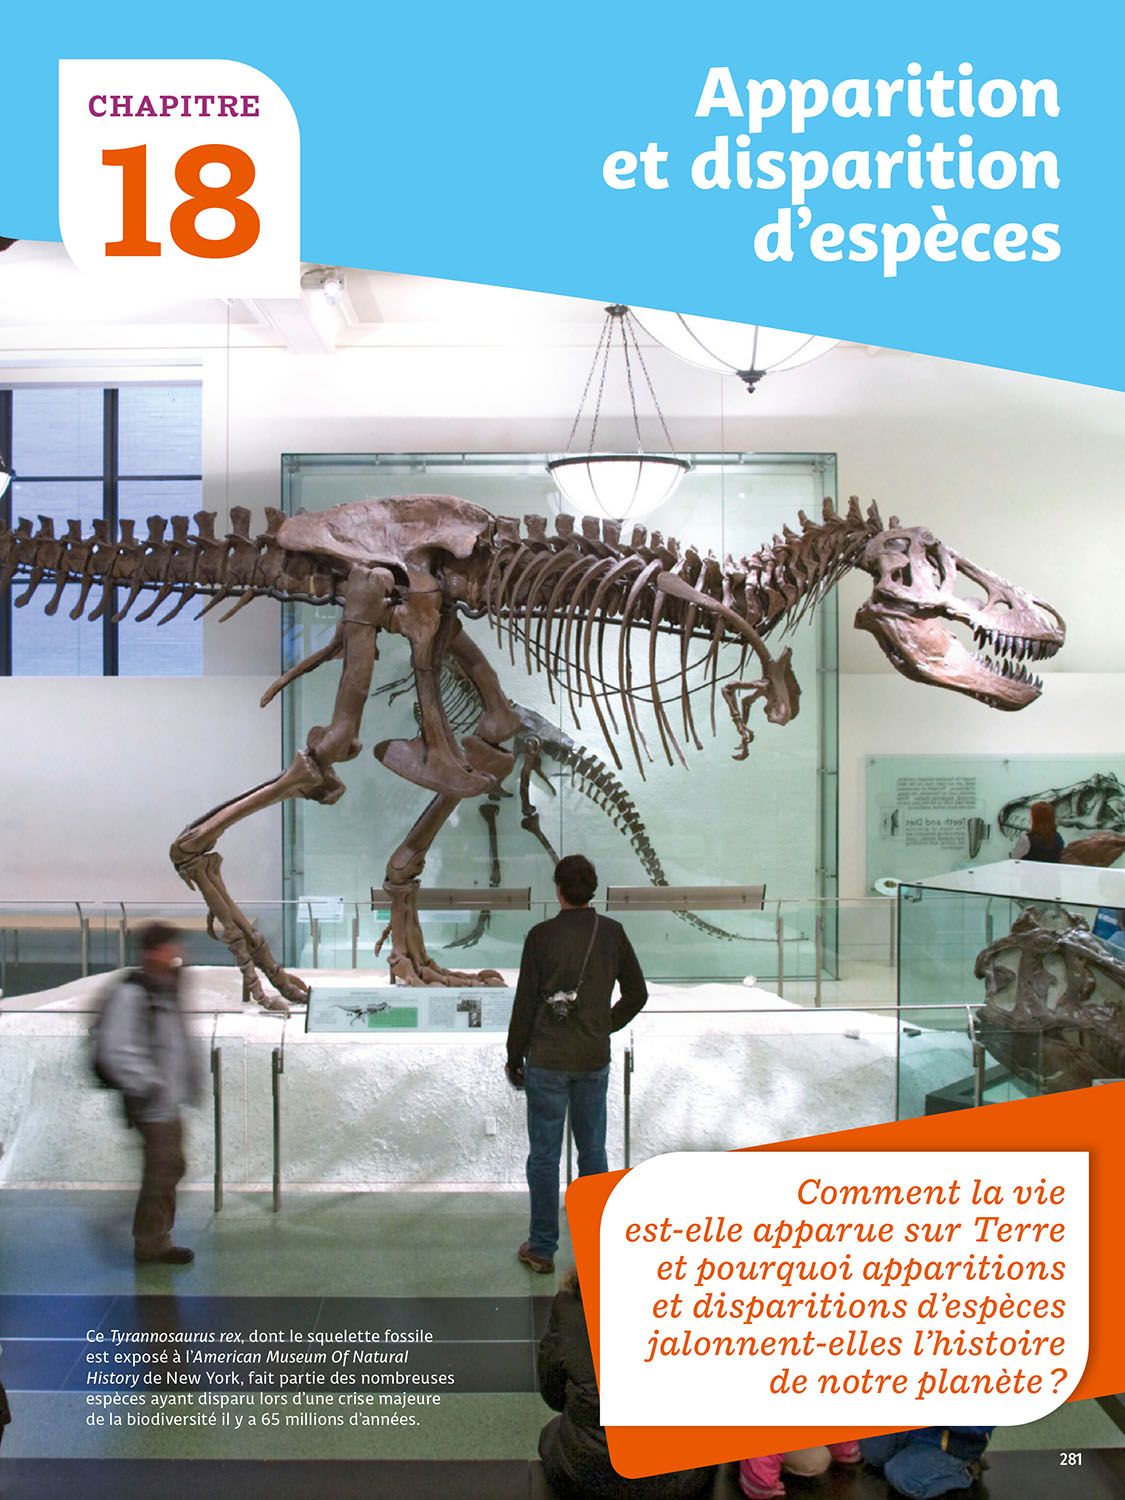 CHAPITRE
18
Apparition
et disparition
d'espèces
Teeth and Diet
Comment la vie
est-elle apparue sur Terre
et pourquoi apparitions
et disparitions d'espèces
jalonnent-elles l'histoire
de notre planète ?
Ce Tyrannosaurus rex, dont le squelette fossile
est exposé à l'American Museum Of Natural
History de New York, fait partie des nombreuses
espèces ayant disparu lors d'une crise majeure
de la biodiversité il y a 65 millions d'années.
281